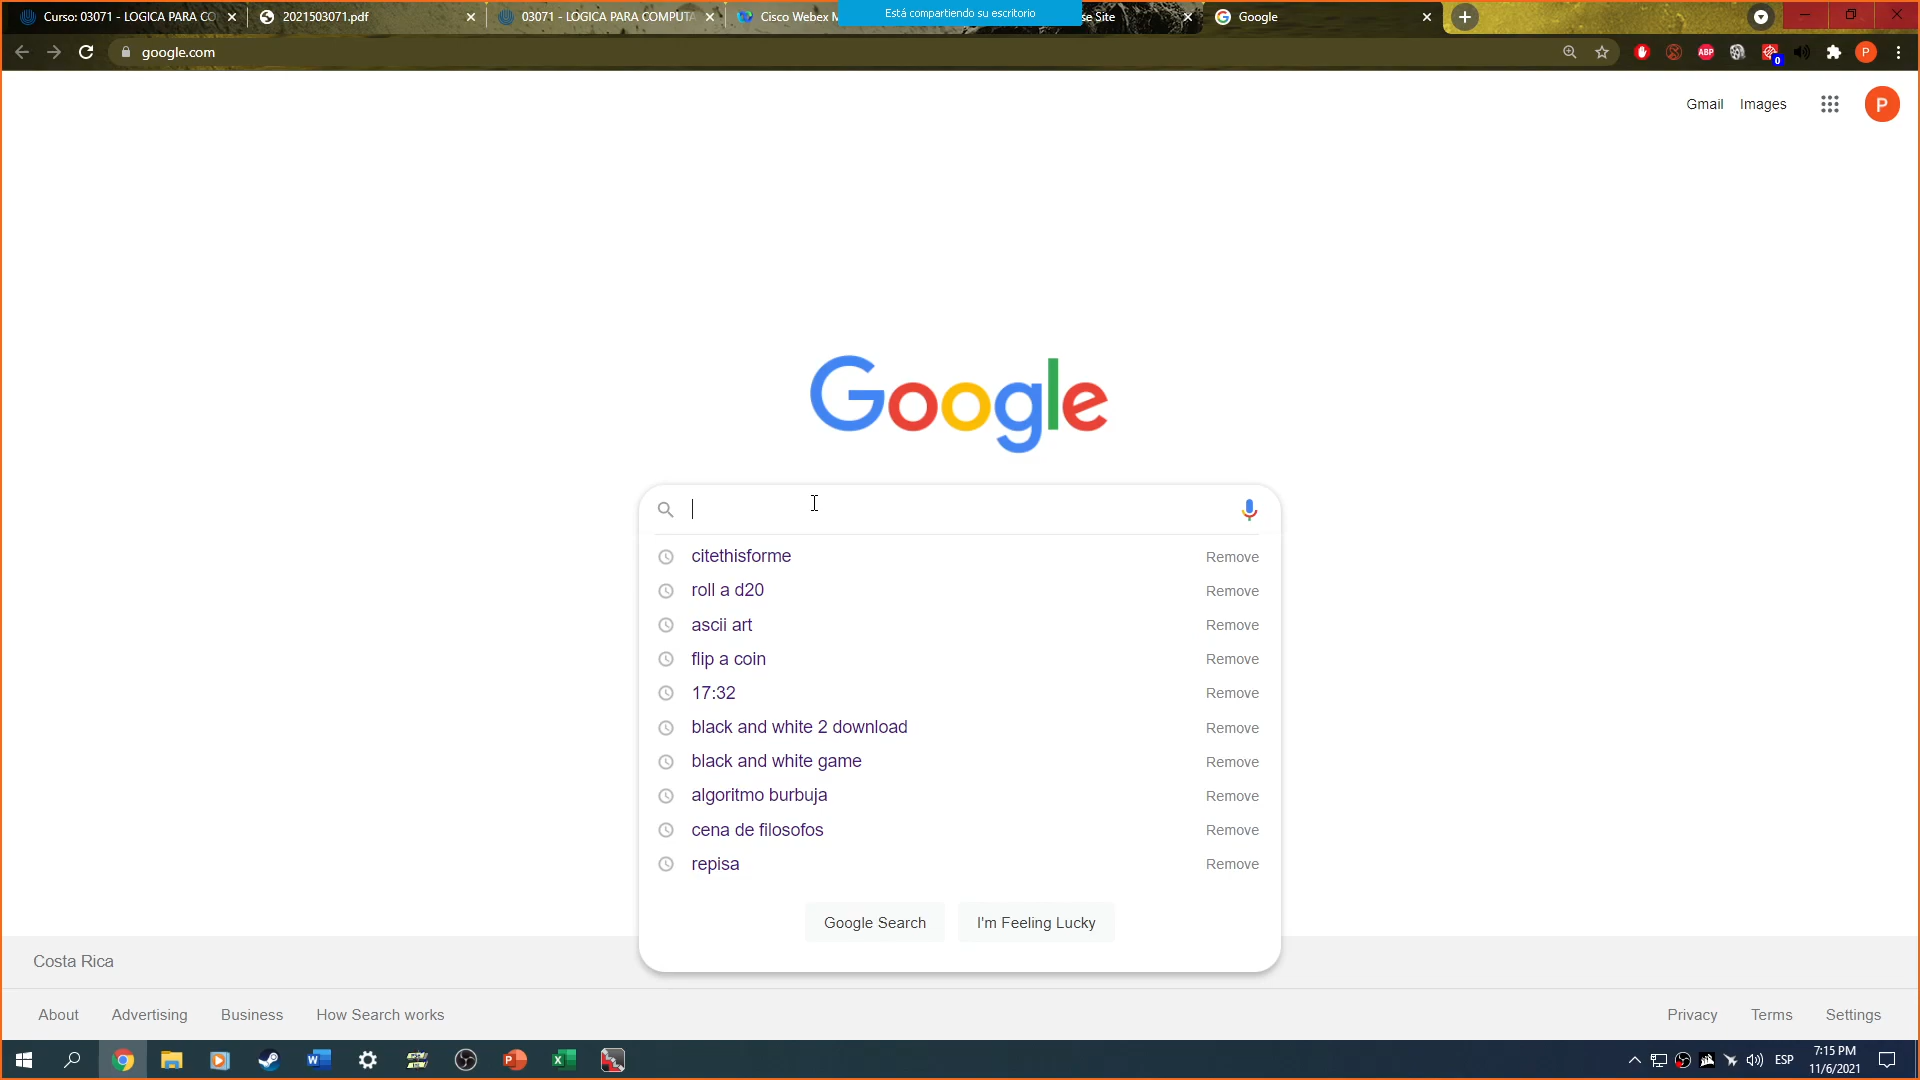 Curso: 03071 - LOGICA PARA CO
2021503071.pdf
03071 - LOGICA PARA COMPUTA
Cisco Webex M
Está compartiendo su escritorio
se Site
Google
google.com
ABP
0
P
Gmail
Images
P
Google
citethisforme
Remove
roll a d20
Remove
ascii art
Remove
flip a coin
Remove
17:32
Remove
black and white 2 download
Remove
black and white game
Remove
algoritmo burbuja
Remove
cena de filosofos
Remove
repisa
Remove
Google Search
I'm Feeling Lucky
Costa Rica
About
Advertising
Business
How Search works
Privacy
Terms
Settings
ESP
7:15 PM
11/6/2021